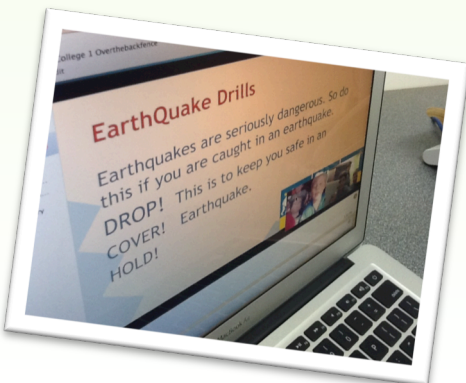 College 1 Overthebackfence
EarthQuake Drills
Earthquakes are seriously dangerous. So do
this if you are caught in an earthquake.
DROP! This is to keep you safe in an
COVER! Earthquake.
HOLD!